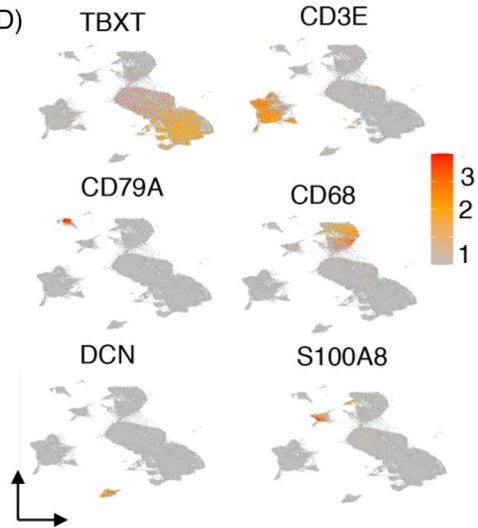 D)
TBXT
CD3E
CD79A
CD68
3
2
1
DCN
S100A8